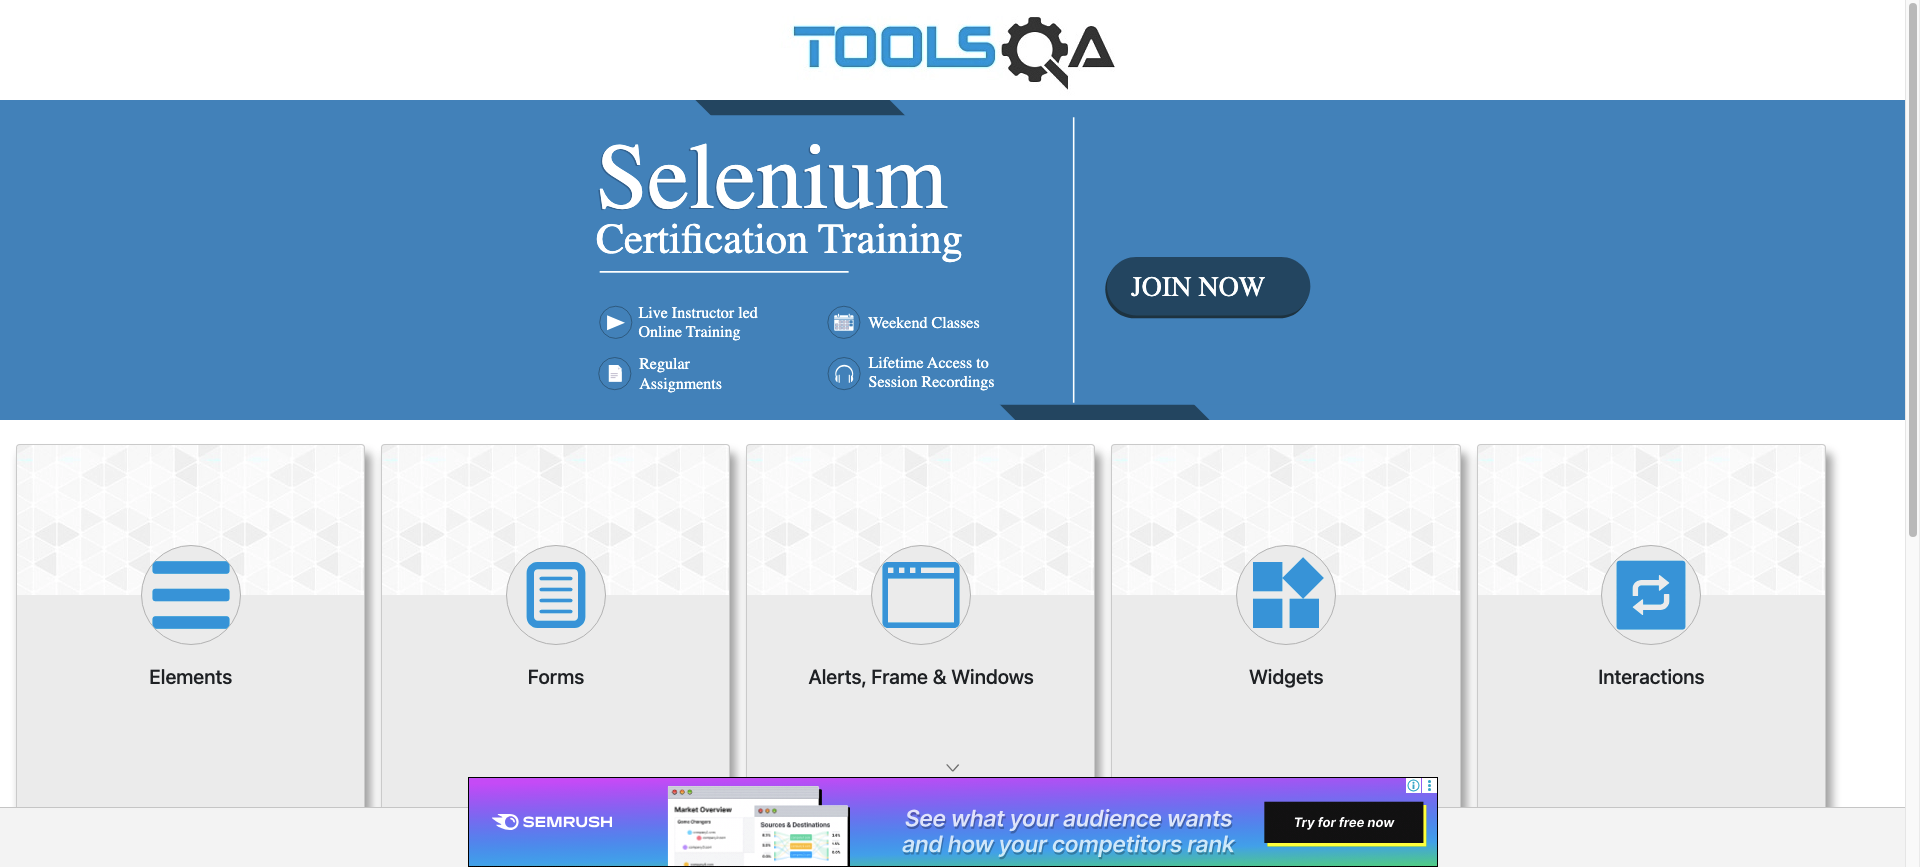 TOOLSQA
Selenium
Certification Training
Live Instructor led
Online Training
Weekend Classes
Regular
Assignments
Lifetime Access to
Session Recordings
JOIN NOW
Elements
Forms
Alerts, Frame & Windows
Widgets
Interactions
SEMRUSH
Market Overview
Game Changers
Sources & Destinations
See what your audience wants
and how your competitors rank
Try for free now